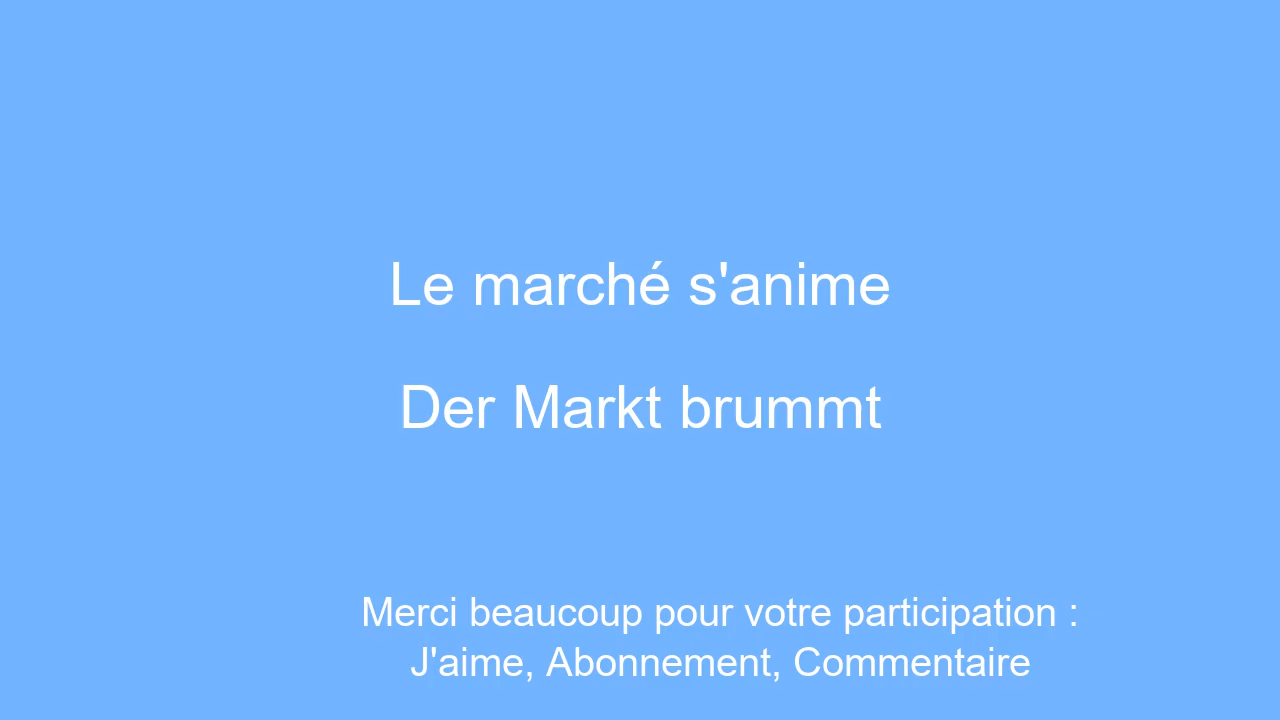 Le marché s'anime
Der Markt brummt
Merci beaucoup pour votre participation :
J'aime, Abonnement, Commentaire